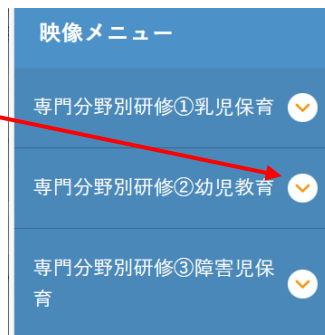 映像メニュー
専門分野別研修①乳児保育
専門分野別研修②幼児教育
専門分野別研修③障害児保
育